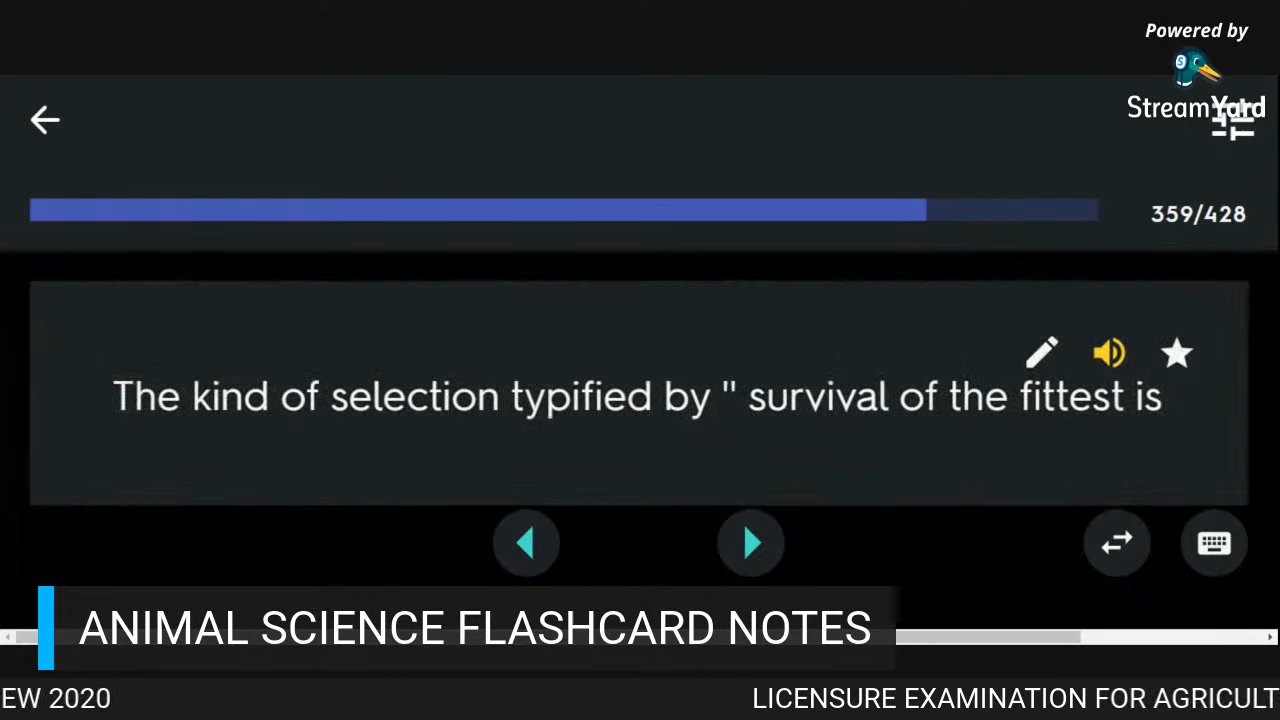 Powered by
StreamYard
359/428
The kind of selection typified by " survival of the fittest is
ANIMAL SCIENCE FLASHCARD NOTES
EW 2020
LICENSURE EXAMINATION FOR AGRICULT